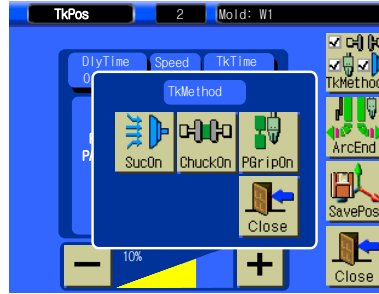 TkPos 2 Mold: W1
DlyTime Speed TkTime
TkMethod
TkMethod
SucOn ChuckOn PGripOn
ArcEnd
SavePos
Close
10%
Close